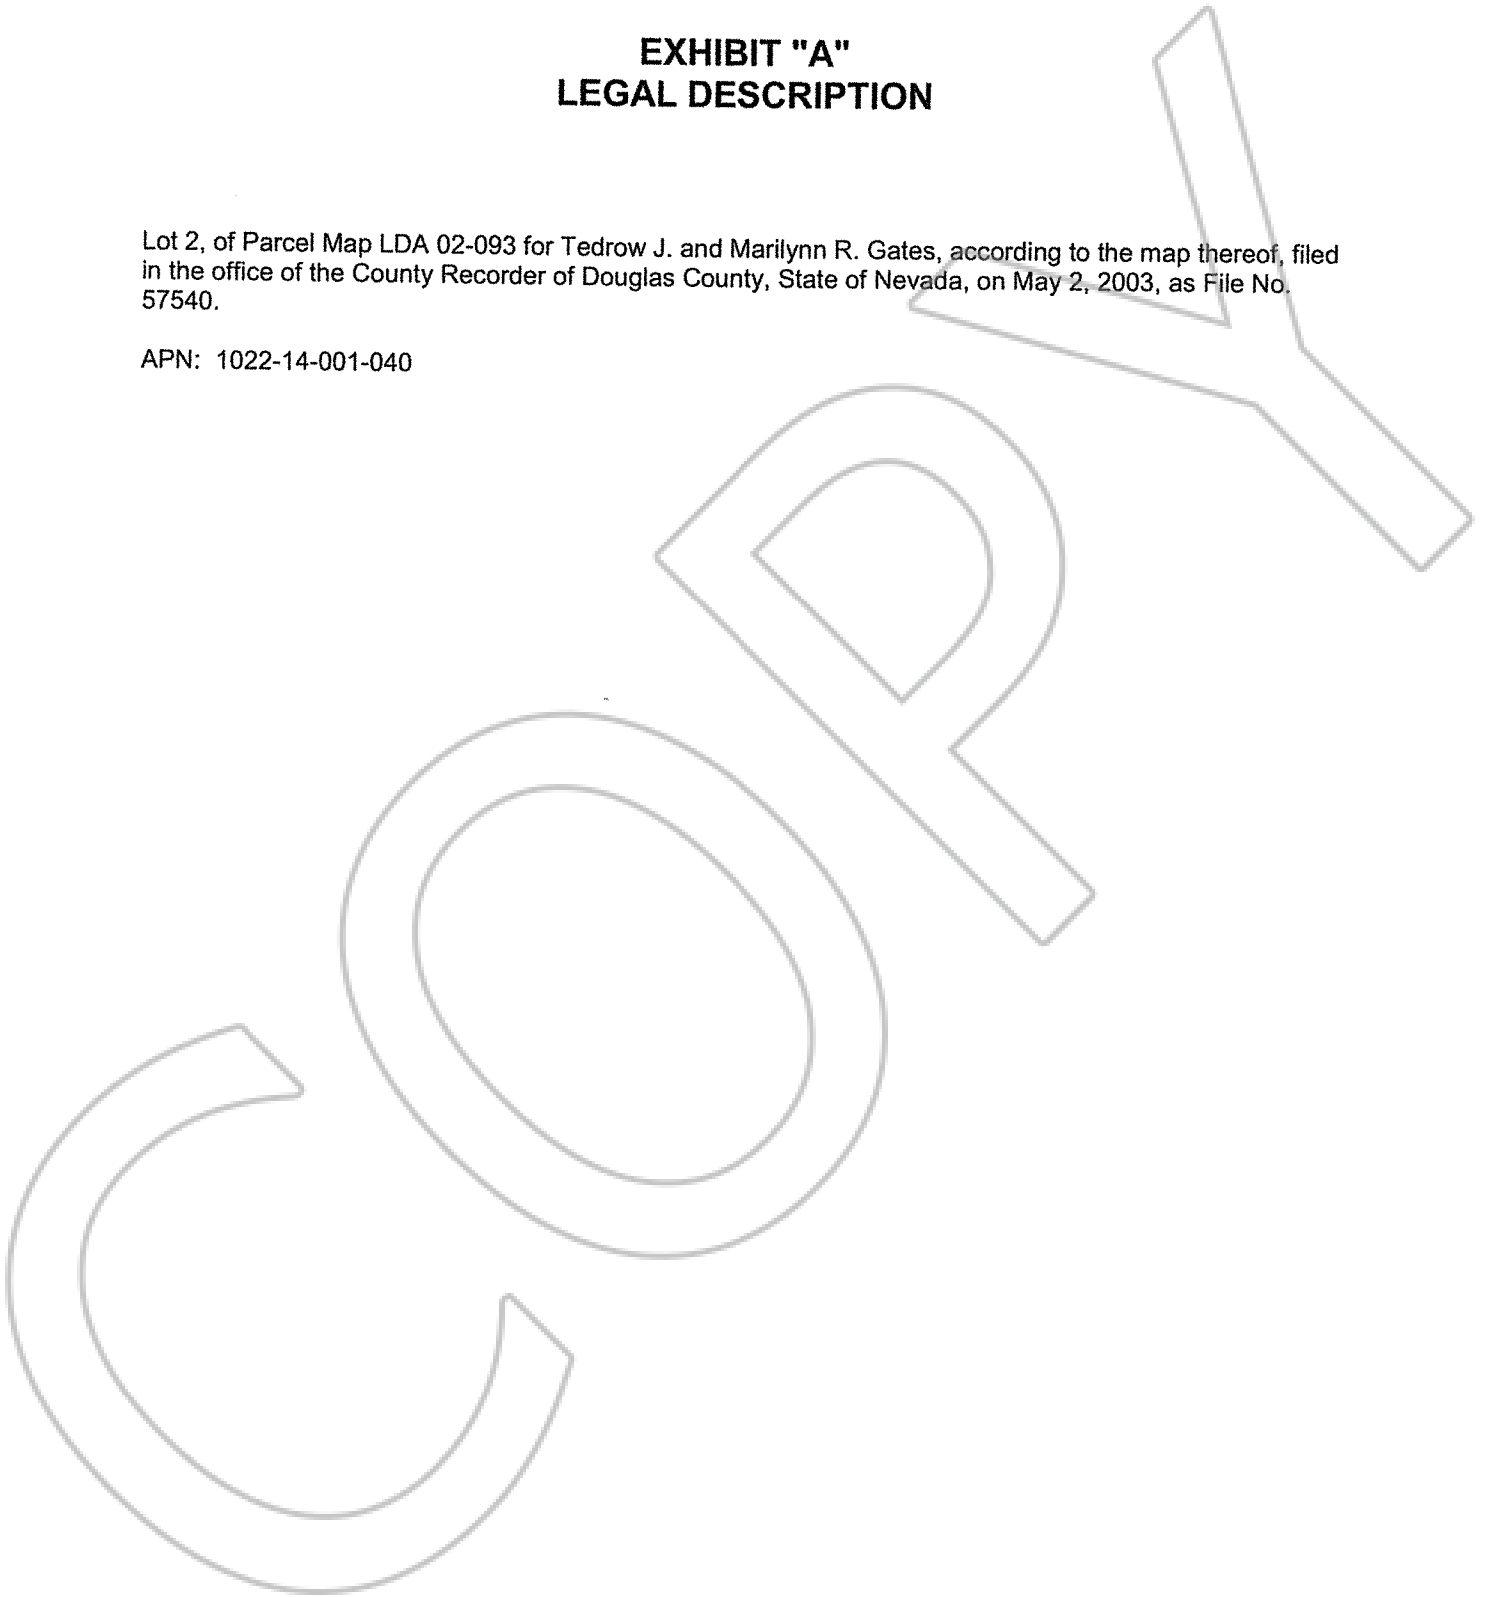 EXHIBIT "A"
LEGAL DESCRIPTION
Lot 2, of Parcel Map LDA 02-093 for Tedrow J. and Marilynn R. Gates, according to the map thereof, filed
in the office of the County Recorder of Douglas County, State of Nevada, on May 2, 2003, as File No.
57540.
APN: 1022-14-001-040
COPY